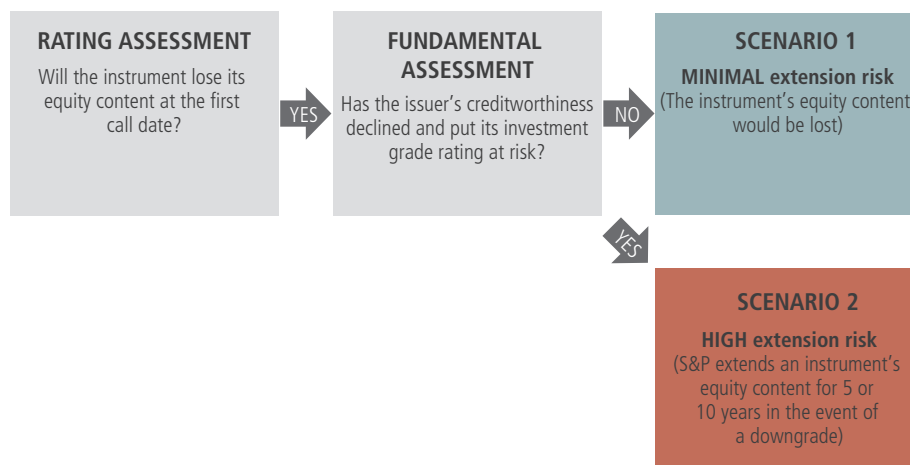 RATING ASSESSMENT
Will the instrument lose its
equity content at the first
call date?
YES
FUNDAMENTAL
ASSESSMENT
Has the issuer's creditworthiness
declined and put its investment
grade rating at risk?
NO
SCENARIO 1
MINIMAL extension risk
(The instrument's equity content
would be lost)
YES
SCENARIO 2
HIGH extension risk
(S&P extends an instrument's
equity content for 5 or
10 years in the event of
a downgrade)